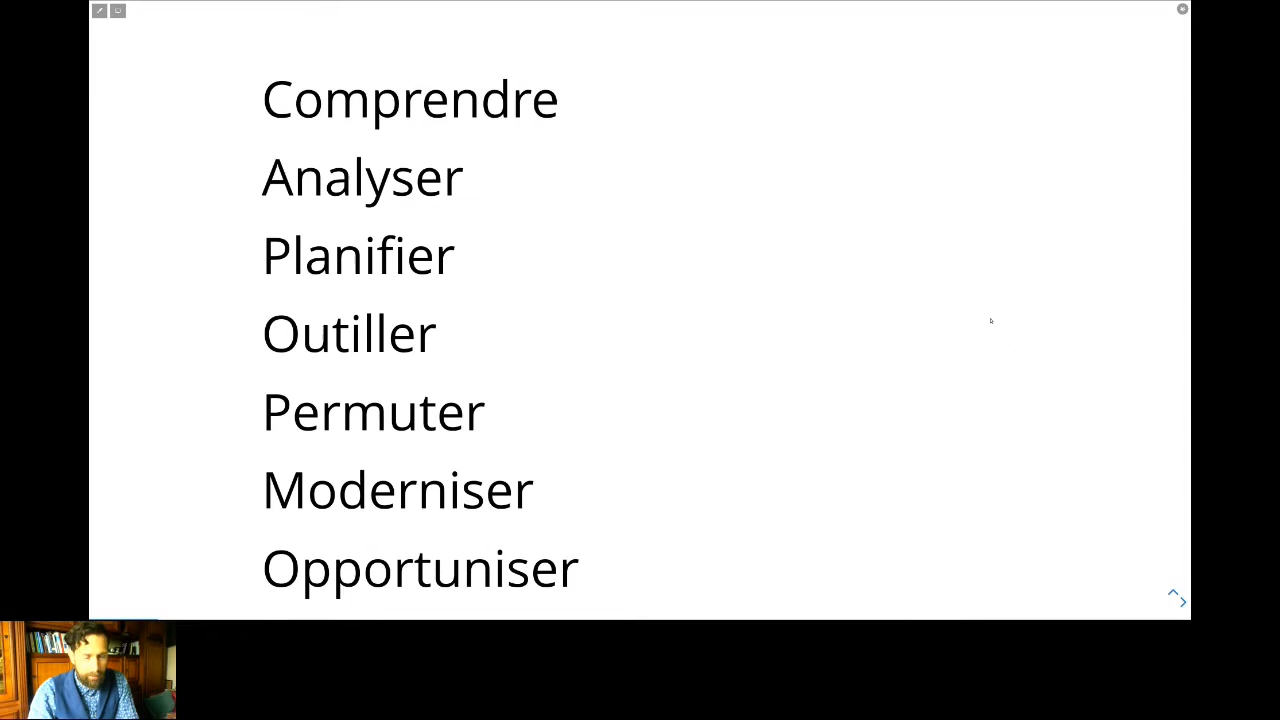 Comprendre
Analyser
Planifier
Outiller
Permuter
Moderniser
Opportuniser